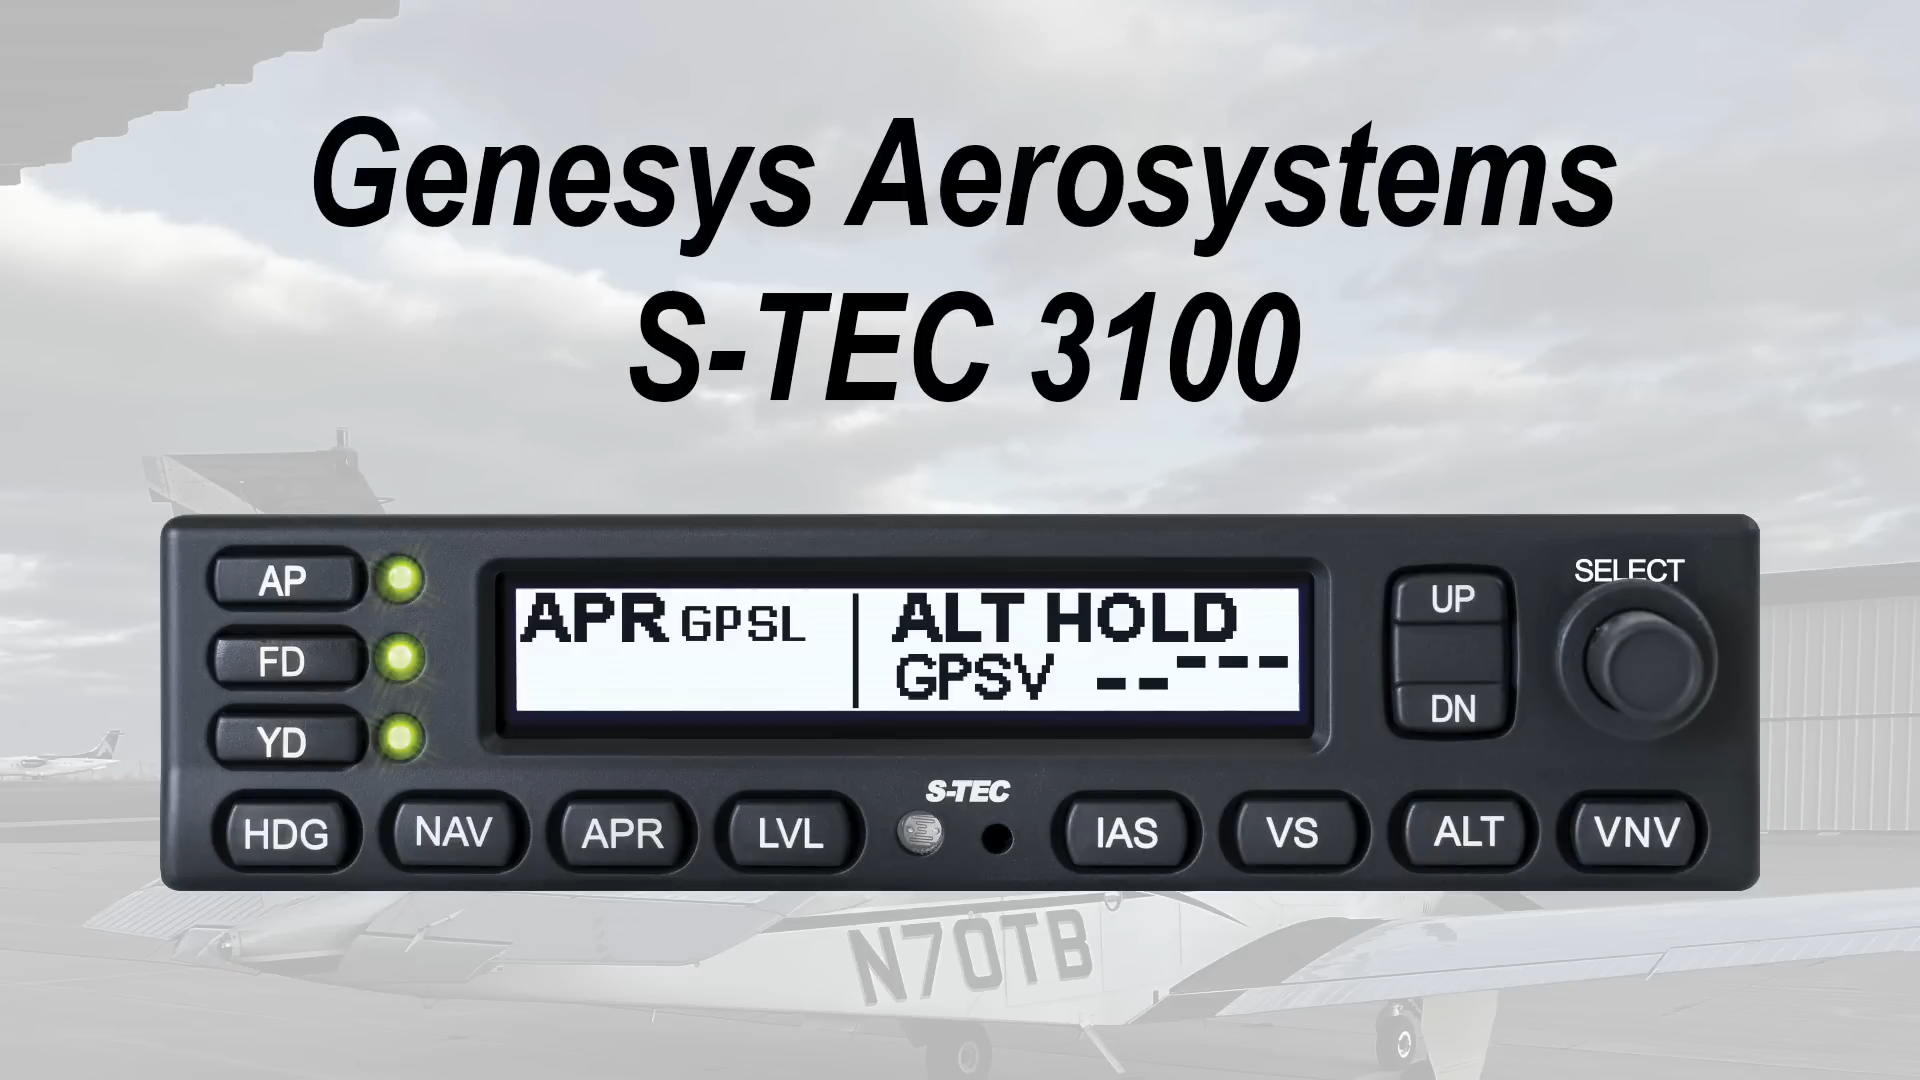 Genesys Aerosystems
S-TEC 3100
AP
FD
YD
APR GPSL
ALT HOLD
GPSV -- ---
UP
DN
SELECT
S-TEC
HDG
NAV
APR
LVL
IAS
VS
ALT
VNV
N70TB